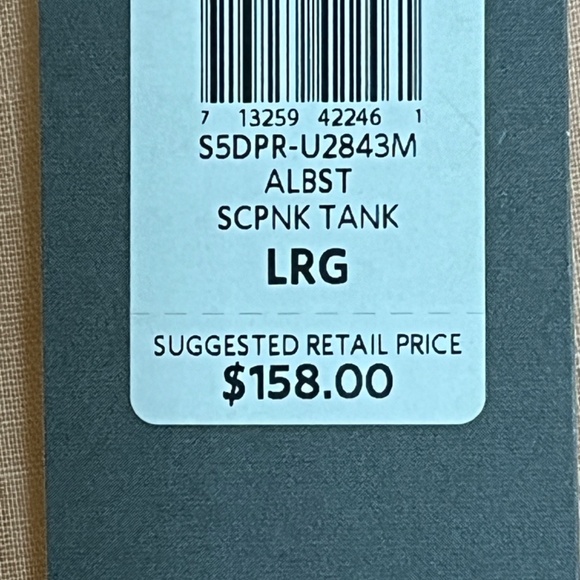 7 13259 42246 1
S5DPR-U2843M
ALBST
SCPNK TANK
LRG
SUGGESTED RETAIL PRICE
$158.00